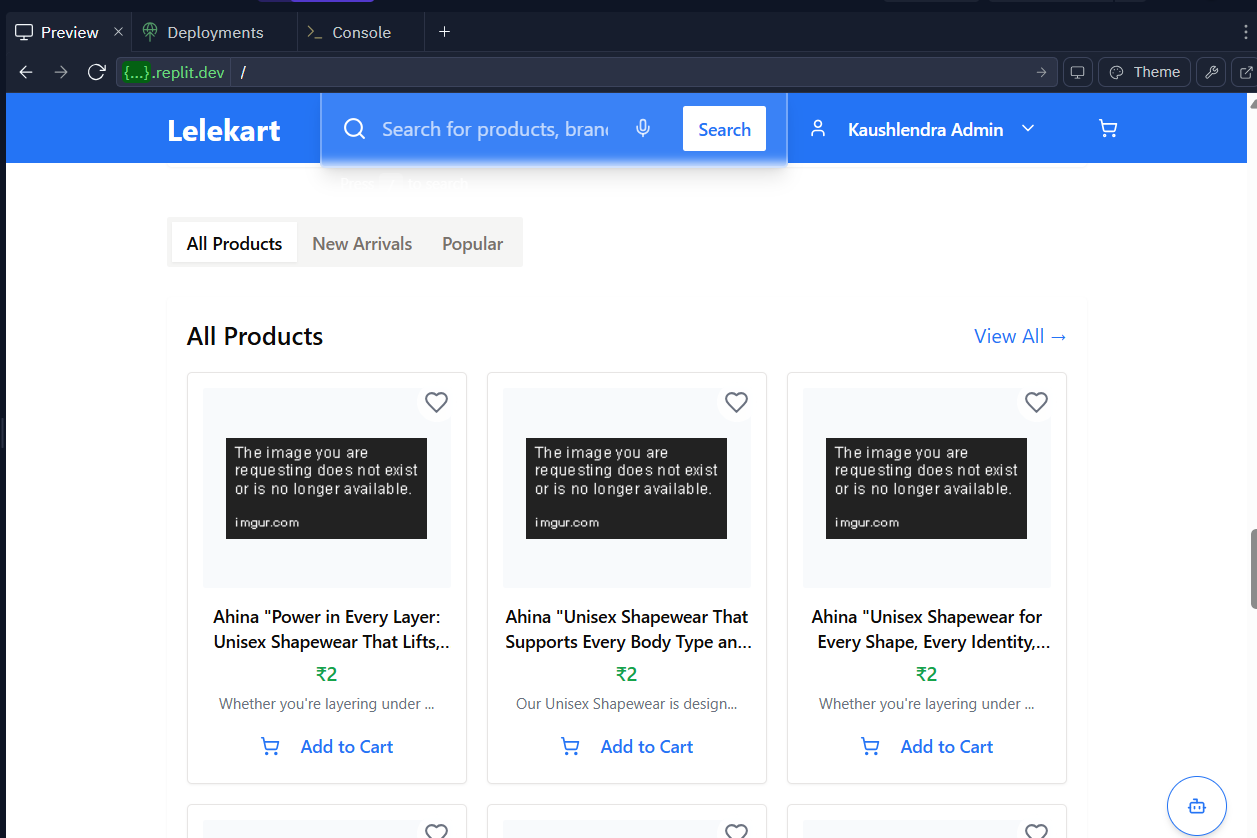 Preview
Deployments
Console
{...}.replit.dev /
Theme
Lelekart
Search for products, bran
Search
Kaushlendra Admin
All Products
New Arrivals
Popular
All Products
View All →
The image you are
requesting does not exist
or is no longer available.
imgur.com
Ahina "Power in Every Layer:
Unisex Shapewear That Lifts,..
₹2
Whether you're layering under ...
Add to Cart
The image you are
requesting does not exist
or is no longer available.
imgur.com
Ahina "Unisex Shapewear That
Supports Every Body Type an...
₹2
Our Unisex Shapewear is design...
Add to Cart
The image you are
requesting does not exist
or is no longer available.
imgur.com
Ahina "Unisex Shapewear for
Every Shape, Every Identity,...
₹2
Whether you're layering under ...
Add to Cart